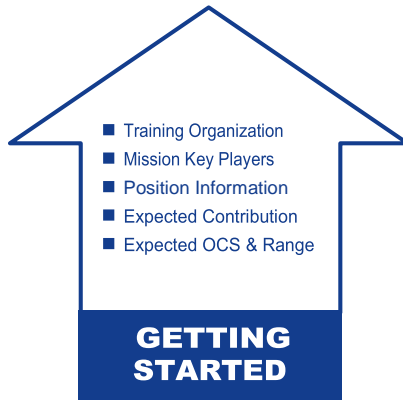 ■ Training Organization
■ Mission Key Players
■ Position Information
■ Expected Contribution
■ Expected OCS & Range
GETTING
STARTED